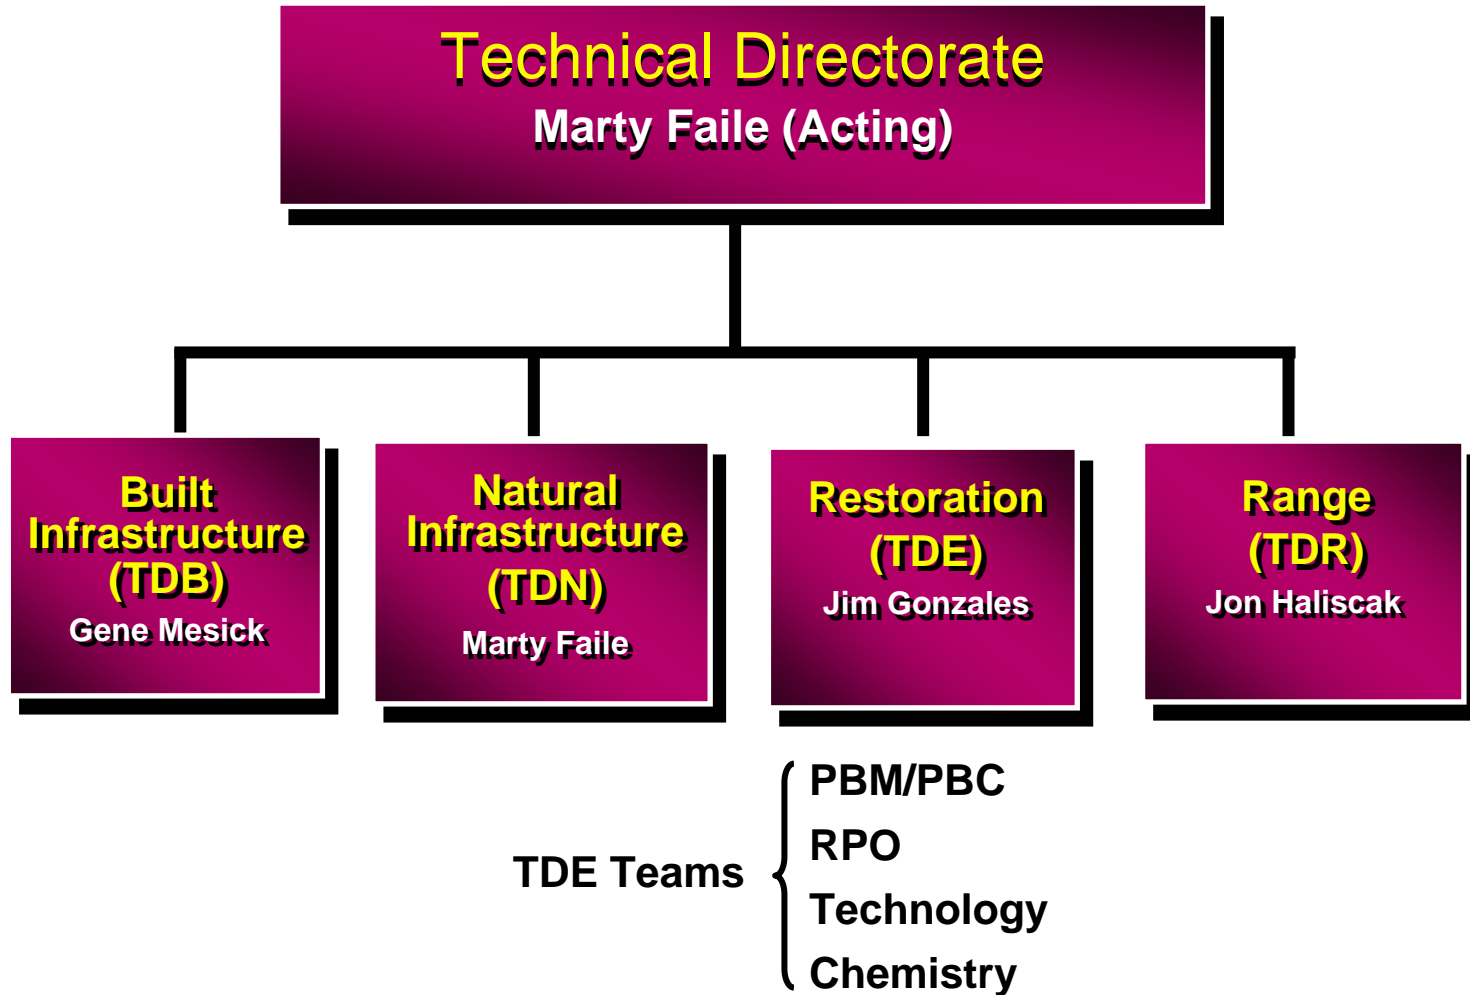 Technical Directorate
Marty Faile (Acting)
Built
Infrastructure
(TDB)
Gene Mesick
Natural
Infrastructure
(TDN)
Marty Faile
Restoration
(TDE)
Jim Gonzales
Range
(TDR)
Jon Haliscak
TDE Teams
PBM/PBC
RPO
Technology
Chemistry